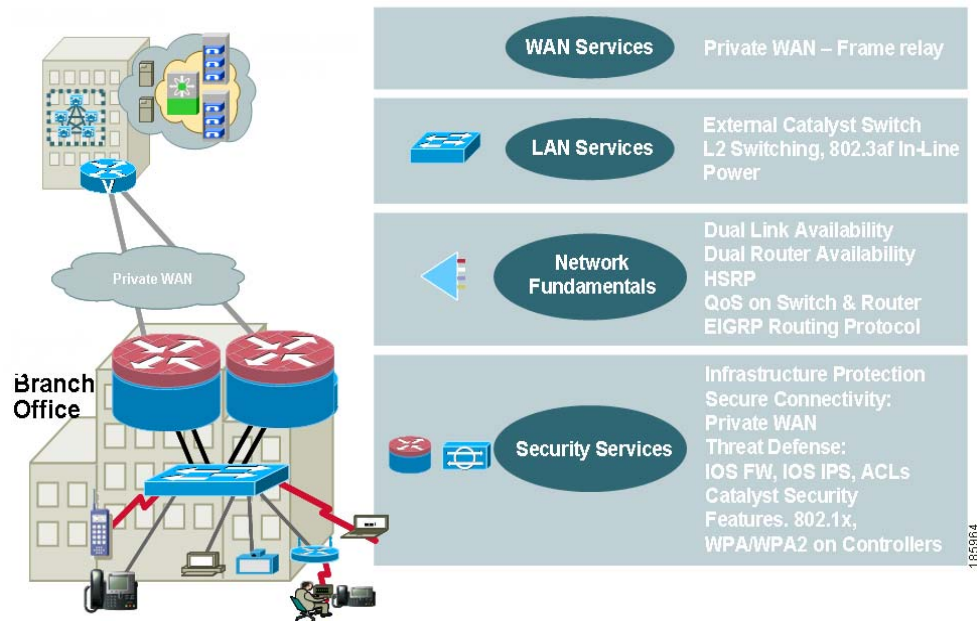 WAN Services
Private WAN – Frame relay
LAN Services
External Catalyst Switch
L2 Switching, 802.3af In-Line
Power
Network
Fundamentals
Dual Link Availability
Dual Router Availability
HSRP
QoS on Switch & Router
EIGRP Routing Protocol
Security Services
Infrastructure Protection
Secure Connectivity:
Private WAN
Threat Defense:
IOS FW, IOS IPS, ACLs
Catalyst Security
Features. 802.1x,
WPA/WPA2 on Controllers
V
Private WAN
Branch
Office
185964